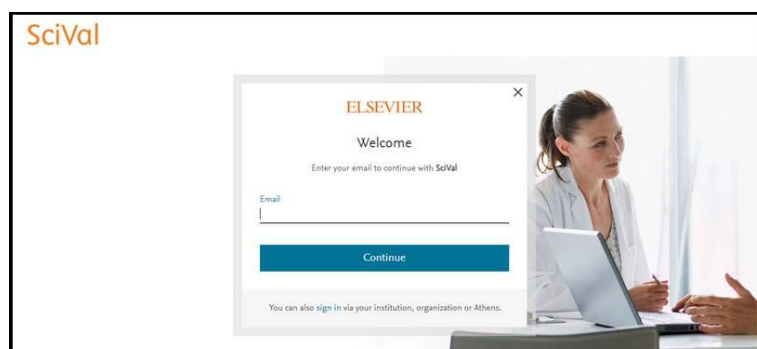 SciVal
ELSEVIER
Welcome
Enter your email to continue with SciVal
Email
Continue
You can also sign in via your institution, organization or Athens.